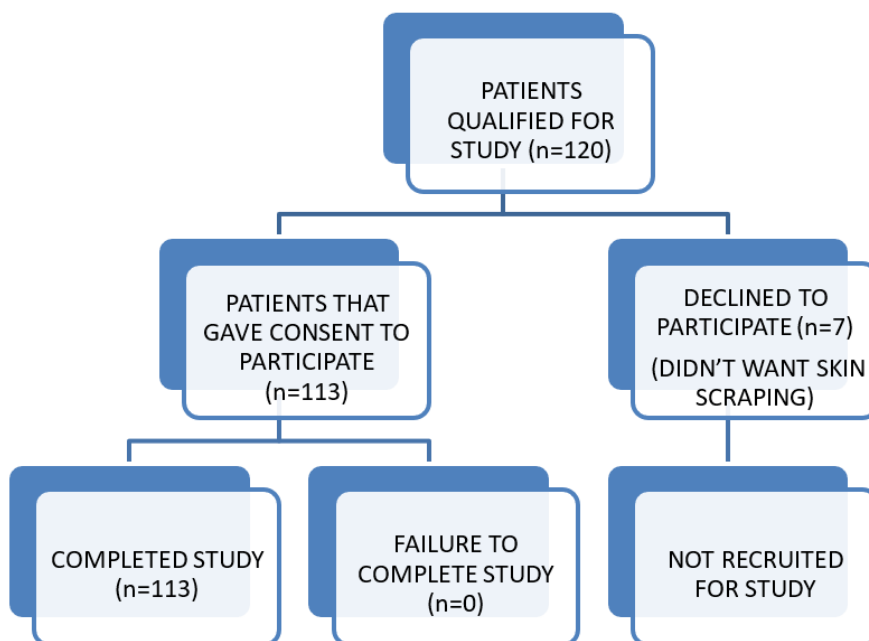 PATIENTS
QUALIFIED FOR
STUDY (n=120)
PATIENTS THAT
GAVE CONSENT TO
PARTICIPATE
(n=113)
DECLINED TO
PARTICIPATE (n=7)
(DIDN’T WANT SKIN
SCRAPING)
COMPLETED STUDY
(n=113)
FAILURE TO
COMPLETE STUDY
(n=0)
NOT RECRUITED
FOR STUDY